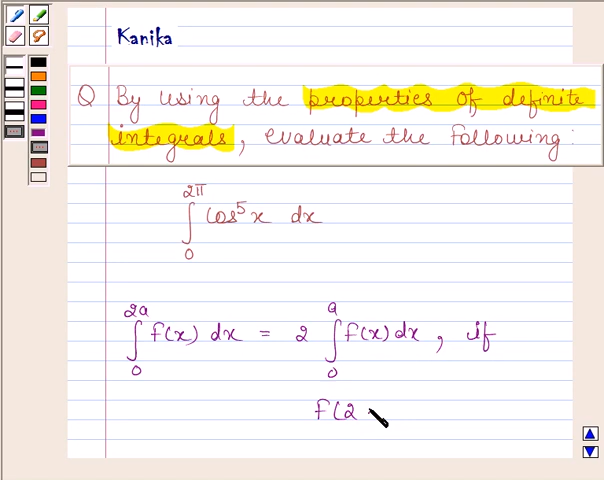 Kanika
Q By using the properties of definite
integrals, evaluate the following:
∫₀^2π cos⁵x dx
∫₀^2a f(x) dx = 2 ∫₀^a f(x) dx, if
f(2